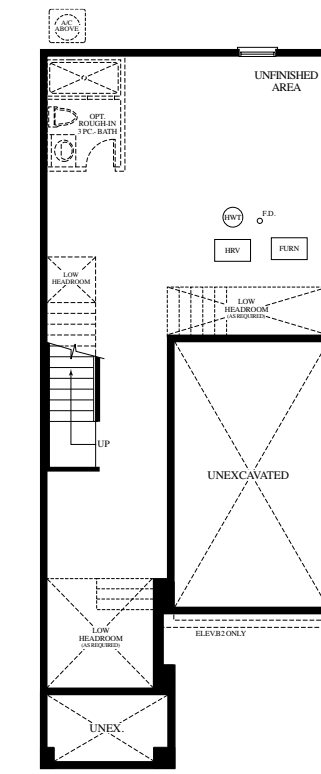 A/C
ABOVE
UNFINISHED
AREA
OPT.
ROUGH-IN
3 PC.- BATH
HWT
F.D.
HRV
FURN
LOW
HEADROOM
LOW
HEADROOM
(AS REQUIRED)
UP
UNEXCAVATED
LOW
HEADROOM
(AS REQUIRED)
ELEV.B2 ONLY
UNEX.